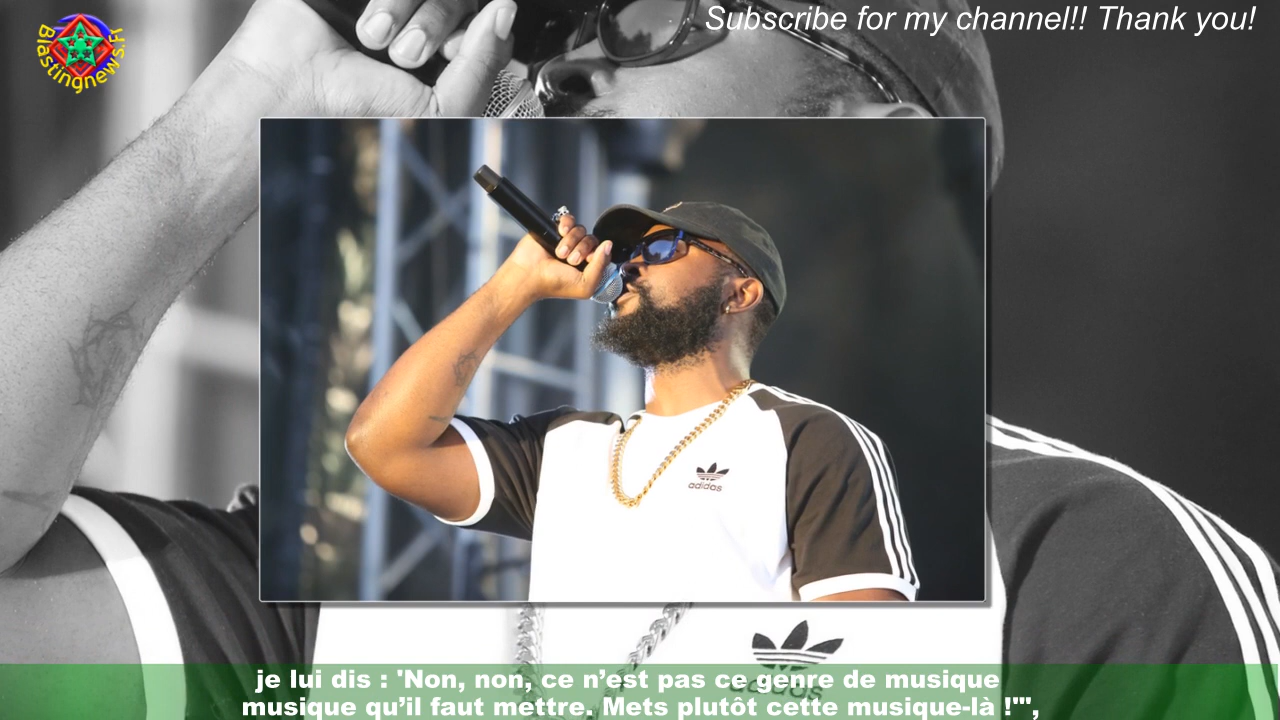 Subscribe for my channel!! Thank you!
Blastingnews.Fr
adidas
adidas
je lui dis : 'Non, non, ce n’est pas ce genre de musique
musique qu’il faut mettre. Mets plutôt cette musique-là !'",